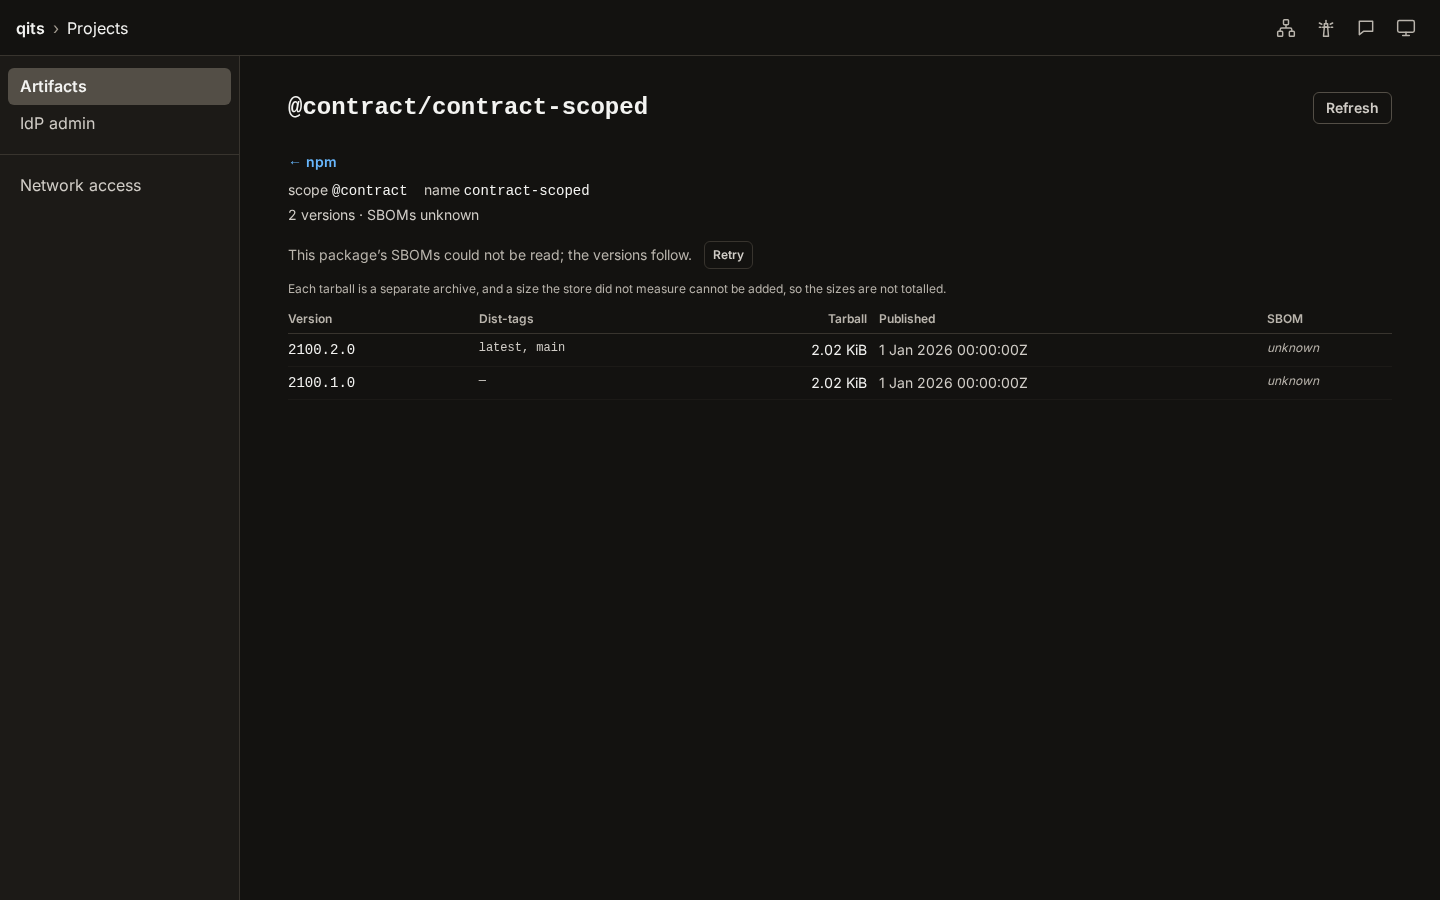 qits › Projects
Artifacts
IdP admin
Network access
@contract/contract-scoped
Refresh
← npm
scope @contract name contract-scoped
2 versions · SBOMs unknown
This package’s SBOMs could not be read; the versions follow. Retry
Each tarball is a separate archive, and a size the store did not measure cannot be added, so the sizes are not totalled.
Version Dist-tags Tarball Published SBOM
2100.2.0 latest, main 2.02 KiB 1 Jan 2026 00:00:00Z unknown
2100.1.0 — 2.02 KiB 1 Jan 2026 00:00:00Z unknown